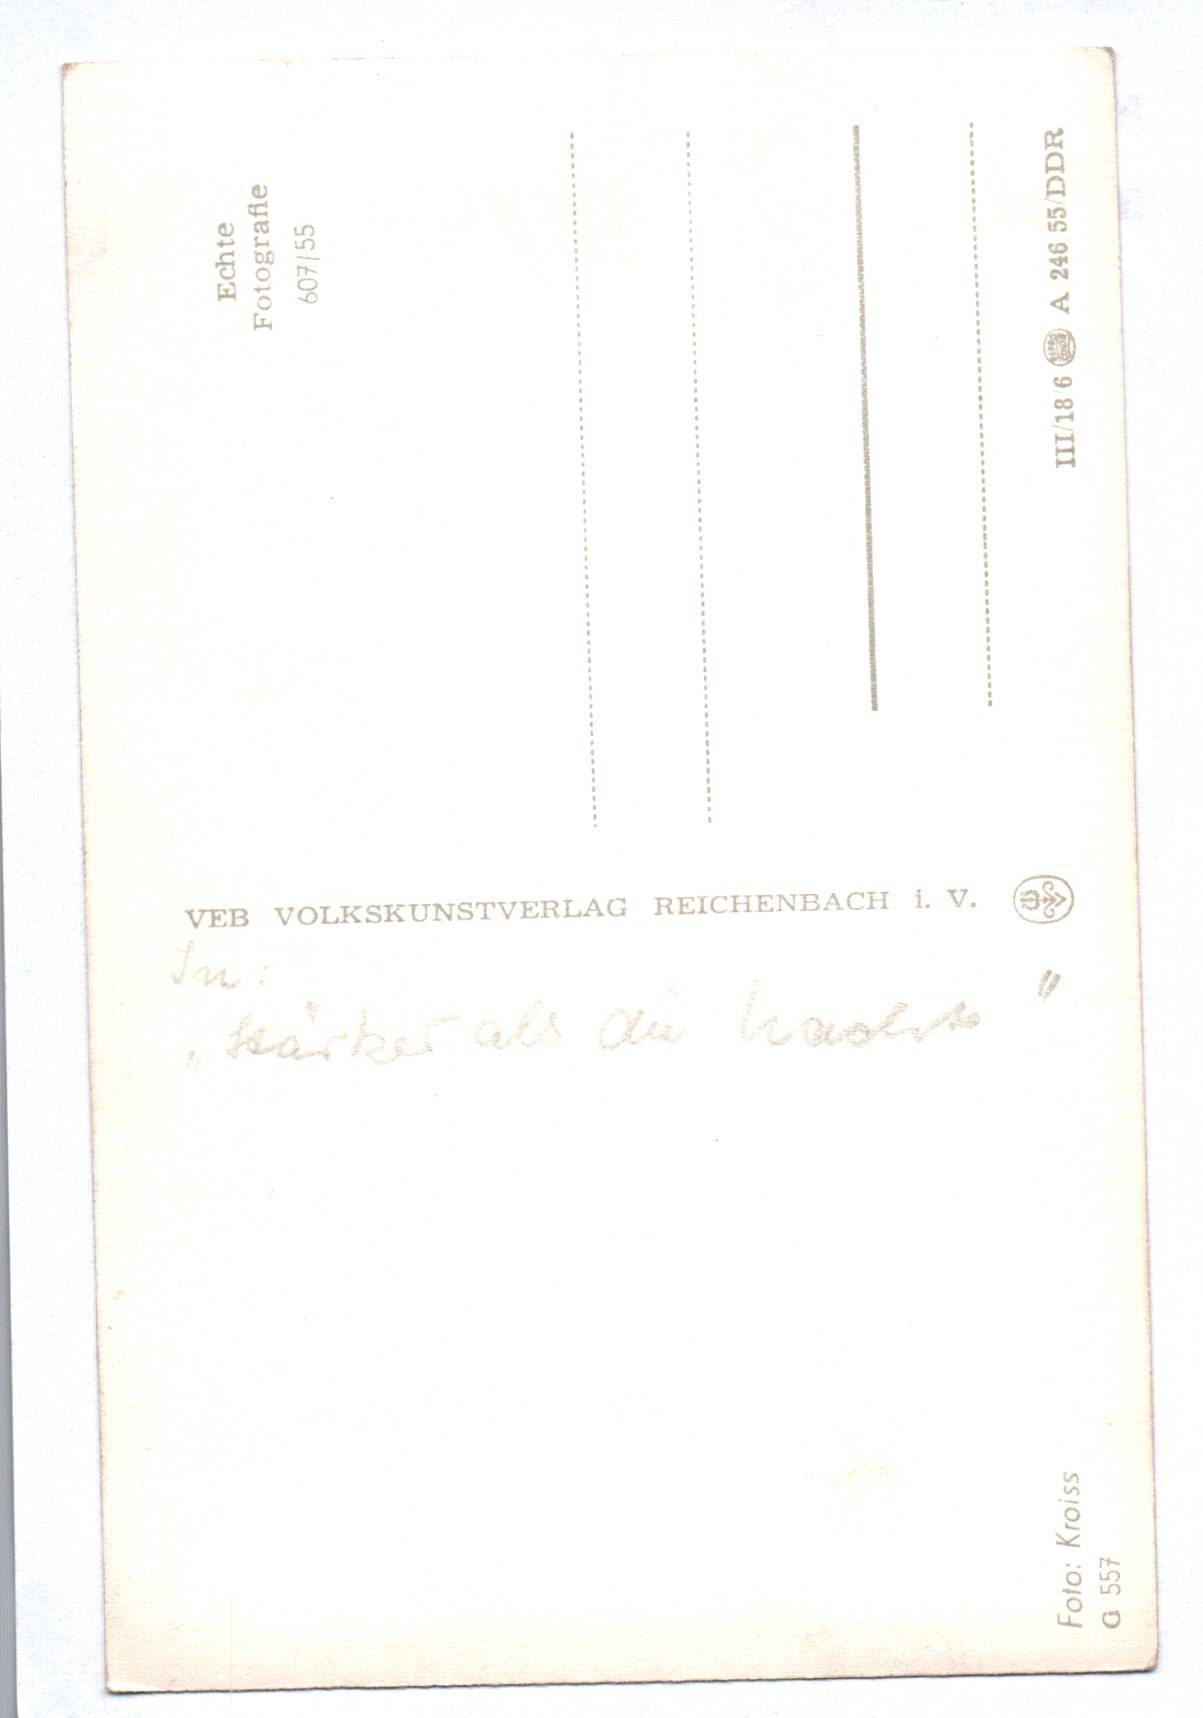 Echte
Fotografie
607/55
III/18/6 A 246/55/DDR
VEB VOLKSKUNSTVERLAG REICHENBACH i. V.
In:
„Stärker als die Nacht"
Foto: Kroiss
G 557